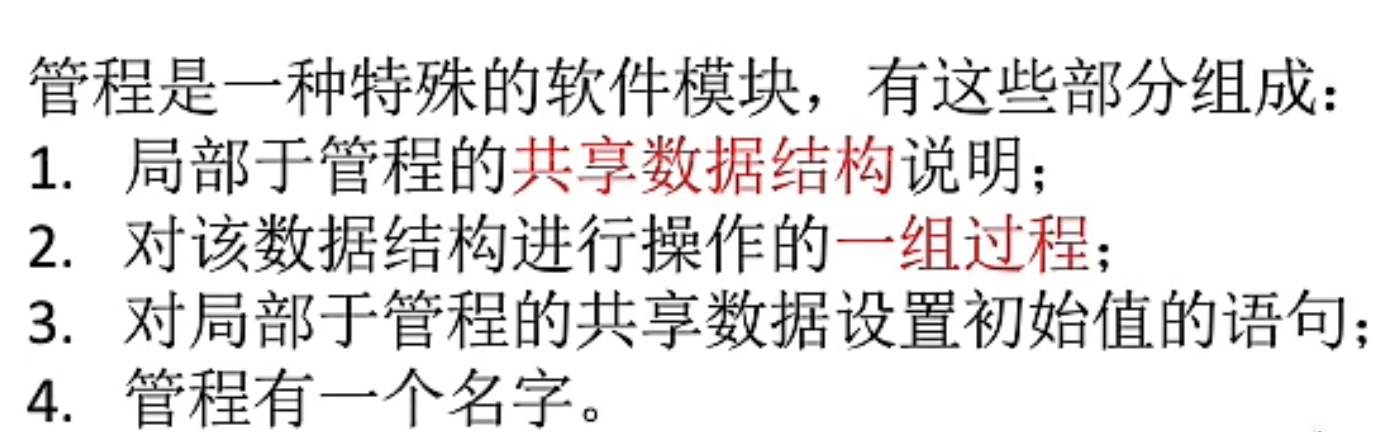 管程是一种特殊的软件模块，有这些部分组成：
1. 局部于管程的共享数据结构说明；
2. 对该数据结构进行操作的一组过程；
3. 对局部于管程的共享数据设置初始值的语句；
4. 管程有一个名字。